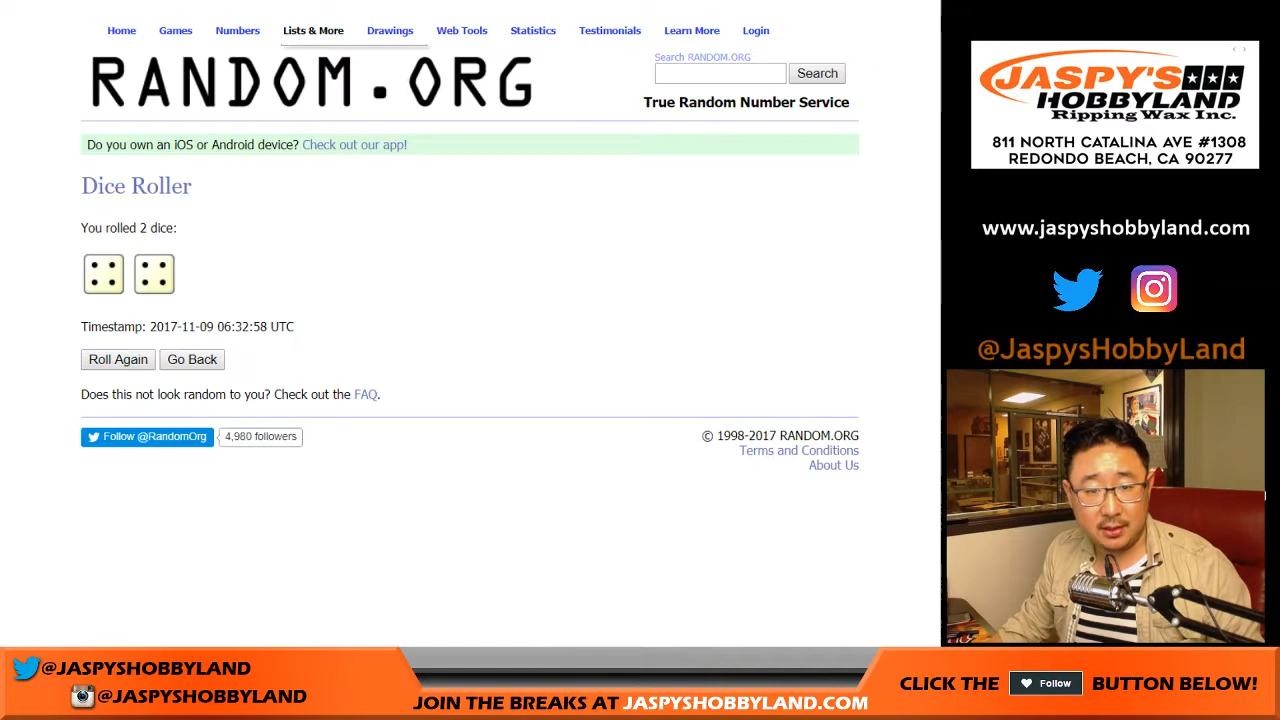 Home Games Numbers Lists & More Drawings Web Tools Statistics Testimonials Learn More Login
RANDOM.ORG
Search RANDOM.ORG
Search
True Random Number Service
Do you own an iOS or Android device? Check out our app!
Dice Roller
You rolled 2 dice:
Timestamp: 2017-11-09 06:32:58 UTC
Roll Again Go Back
Does this not look random to you? Check out the FAQ.
Follow @RandomOrg 4,980 followers
© 1998-2017 RANDOM.ORG
Terms and Conditions
About Us
JASPY'S
HOBBYLAND
Ripping Wax Inc.
811 NORTH CATALINA AVE #1308
REDONDO BEACH, CA 90277
www.jaspyshobbyland.com
@JaspysHobbyLand
@JASPYSHOBBYLAND
@JASPYSHOBBYLAND
JOIN THE BREAKS AT JASPYSHOBBYLAND.COM
CLICK THE Follow BUTTON BELOW!